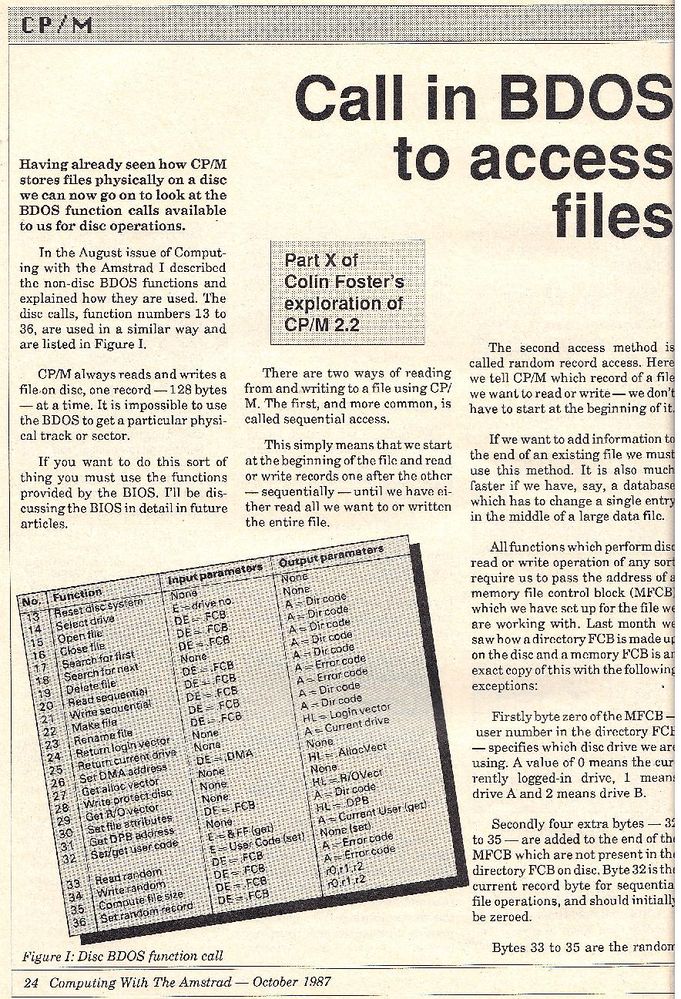 CP/M
Call in BDOS
to access
files
Having already seen how CP/M
stores files physically on a disc
we can now go on to look at the
BDOS function calls available
to us for disc operations.
In the August issue of Comput-
ing with the Amstrad I described
the non-disc BDOS functions and
explained how they are used. The
disc calls, function numbers 13 to
36, are used in a similar way and
are listed in Figure I.
CP/M always reads and writes a
file on disc, one record — 128 bytes
— at a time. It is impossible to use
the BDOS to get a particular physi-
cal track or sector.
If you want to do this sort of
thing you must use the functions
provided by the BIOS. I'll be dis-
cussing the BIOS in detail in future
articles.
Part X of
Colin Foster's
exploration of
CP/M 2.2
There are two ways of reading
from and writing to a file using CP/
M. The first, and more common, is
called sequential access.
This simply means that we start
at the beginning of the file and read
or write records one after the other
— sequentially — until we have ei-
ther read all we want to or written
the entire file.
The second access method is
called random record access. Here
we tell CP/M which record of a file
we want to read or write — we don't
have to start at the beginning of it.
If we want to add information to
the end of an existing file we must
use this method. It is also much
faster if we have, say, a database
which has to change a single entry
in the middle of a large data file.
All functions which perform disc
read or write operation of any sort
require us to pass the address of a
memory file control block (MFCB)
which we have set up for the file we
are working with. Last month we
saw how a directory FCB is made up
on the disc and a memory FCB is an
exact copy of this with the following
exceptions:
Firstly byte zero of the MFCB —
user number in the directory FCB
— specifies which disc drive we are
using. A value of 0 means the cur-
rently logged-in drive, 1 means
drive A and 2 means drive B.
Secondly four extra bytes — 32
to 35 — are added to the end of the
MFCB which are not present in the
directory FCB on disc. Byte 32 is the
current record byte for sequential
file operations, and should initially
be zeroed.
Bytes 33 to 35 are the random
No. Function Input parameters Output parameters
13 Reset disc system None None
14 Select drive E = drive no. None
15 Open file DE = .FCB A = Dir code
16 Close file DE = .FCB A = Dir code
17 Search for first DE = .FCB A = Dir code
18 Search for next None A = Dir code
19 Delete file DE = .FCB A = Dir code
20 Read sequential DE = .FCB A = Error code
21 Write sequential DE = .FCB A = Error code
22 Make file DE = .FCB A = Dir code
23 Rename file DE = .FCB A = Dir code
24 Return login vector None HL = Login vector
25 Return current drive None A = Current drive
26 Set DMA address DE = .DMA None
27 Get alloc vector None HL = .AllocVect
28 Write protect disc None None
29 Get R/O vector None HL = R/OVect
30 Set file attributes DE = .FCB A = Dir code
31 Get DPB address None HL = .DPB
32 Set/get user code E = &FF (get) A = Current User (get)
E = User Code (set) None (set)
33 Read random DE = .FCB A = Error code
34 Write random DE = .FCB A = Error code
35 Compute file size DE = .FCB r0,r1,r2
36 Set random record DE = .FCB r0,r1,r2
Figure I: Disc BDOS function call
24 Computing With The Amstrad — October 1987